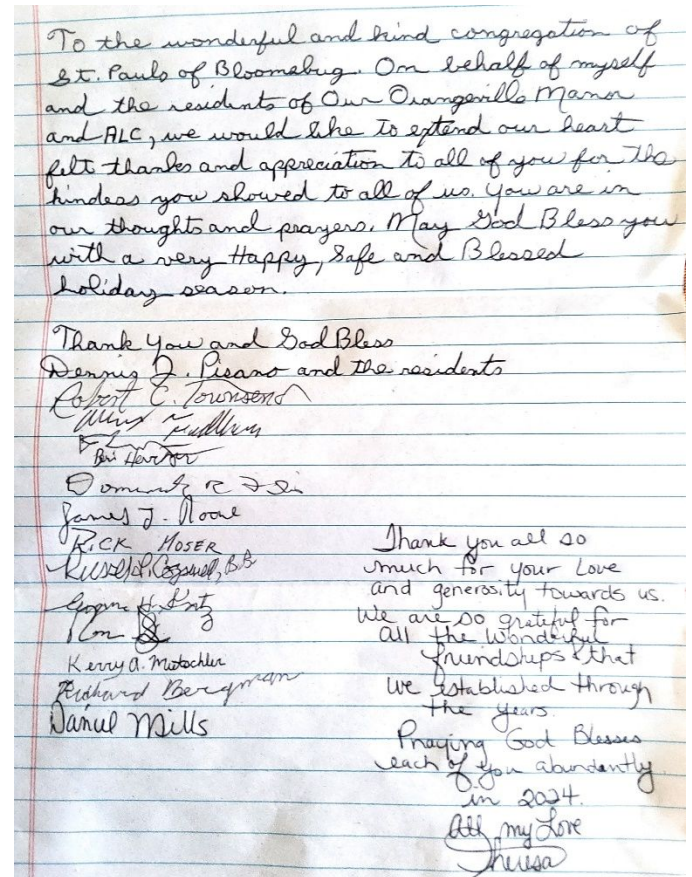 To the wonderful and kind congregation of
St. Pauls of Bloomsbug. On behalf of myself
and the residents of Our Orangeville Manor
and ALC, we would like to extend our heart
felt thanks and appreciation to all of you for the
kindess you showed to all of us. You are in
our thoughts and prayers. May God Bless you
with a very Happy, Safe and Blessed
holiday season.
Thank You and God Bless
Dennis J. Pisano and the residents
Robert C. Townsend
Ben
James J.
RICK MOSER
Russell
H.
Ron
Kerry A. Motschler
Richard Bergman
Daniel Mills
Thank you all so
much for your Love
and generosity towards us.
We are so grateful for
all the wonderful
friendships that
we established through
the years.
Praying God Blesses
each of you abundantly
in 2024.
All my Love
Theresa